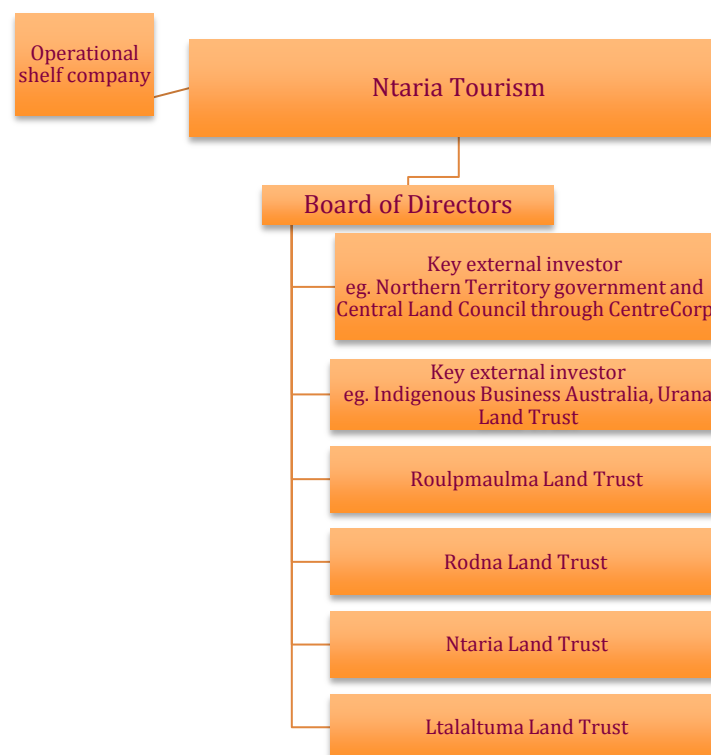 Operational
shelf company
Ntaria Tourism
Board of Directors
Key external investor
eg. Northern Territory government and
Central Land Council through CentreCorp
Key external investor
eg. Indigenous Business Australia, Urana
Land Trust
Roulpmaulma Land Trust
Rodna Land Trust
Ntaria Land Trust
Ltalaltuma Land Trust